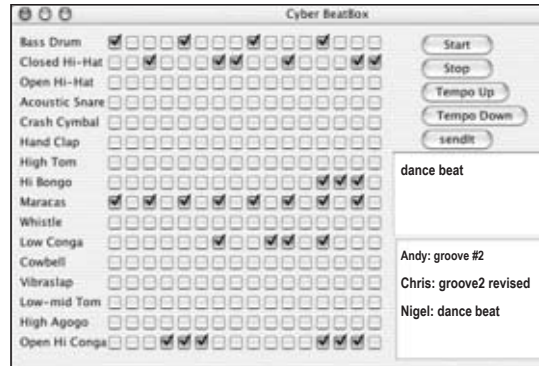 Cyber BeatBox
Bass Drum
Closed Hi-Hat
Open Hi-Hat
Acoustic Snare
Crash Cymbal
Hand Clap
High Tom
Hi Bongo
Maracas
Whistle
Low Conga
Cowbell
Vibraslap
Low-mid Tom
High Agogo
Open Hi Conga
Start
Stop
Tempo Up
Tempo Down
sendIt
dance beat
Andy: groove #2
Chris: groove2 revised
Nigel: dance beat